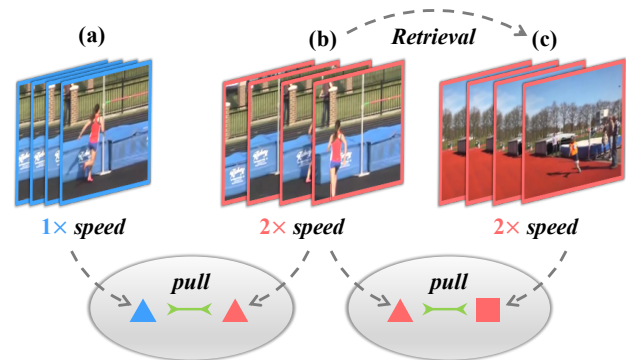 (a)
(b)
Retrieval
(c)
1× speed
2× speed
2× speed
pull
pull